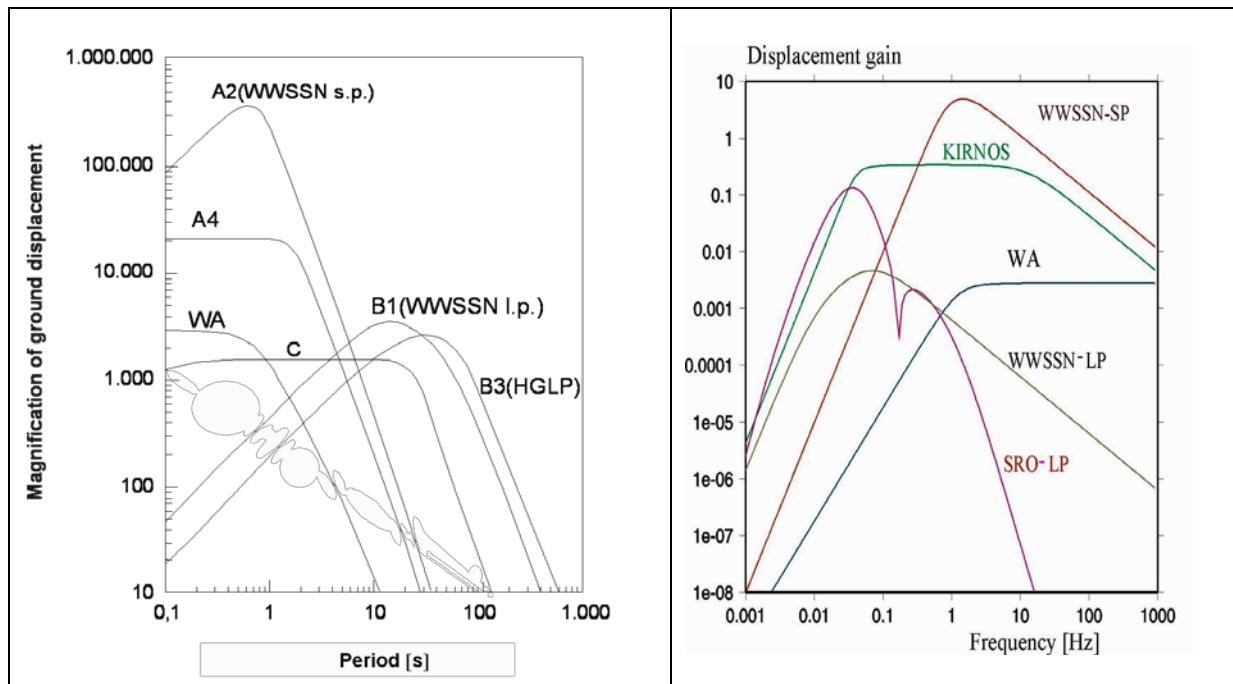 1.000.000
A2(WWSSN s.p.)
100.000
A4
10.000
WA
B1(WWSSN l.p.)
C
1.000
B3(HGLP)
100
10
0,1 1 10 100 1.000
Magnification of ground displacement
Period [s]
Displacement gain
10
WWSSN-SP
1
KIRNOS
0.1
0.01
WA
0.001
0.0001
WWSSN-LP
1e-05
SRO-LP
1e-06
1e-07
1e-08
0.001 0.01 0.1 1 10 100 1000
Frequency [Hz]